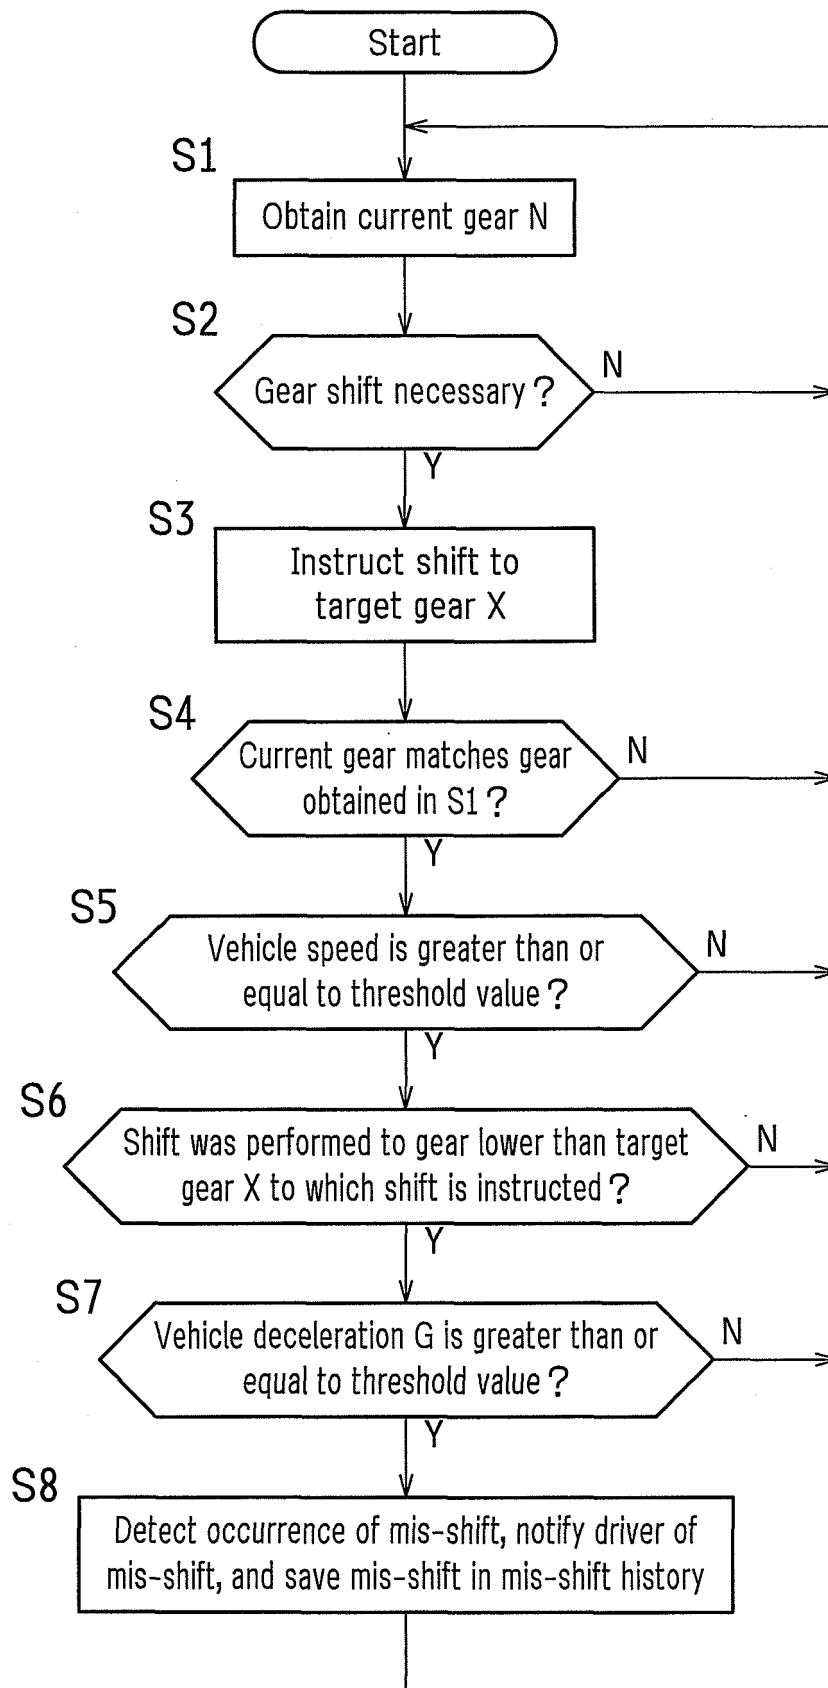 Start
S1
Obtain current gear N
S2
Gear shift necessary?
N
Y
S3
Instruct shift to
target gear X
S4
Current gear matches gear
obtained in S1?
N
Y
S5
Vehicle speed is greater than or
equal to threshold value?
N
Y
S6
Shift was performed to gear lower than target
gear X to which shift is instructed?
N
Y
S7
Vehicle deceleration G is greater than or
equal to threshold value?
N
Y
S8
Detect occurrence of mis-shift, notify driver of
mis-shift, and save mis-shift in mis-shift history